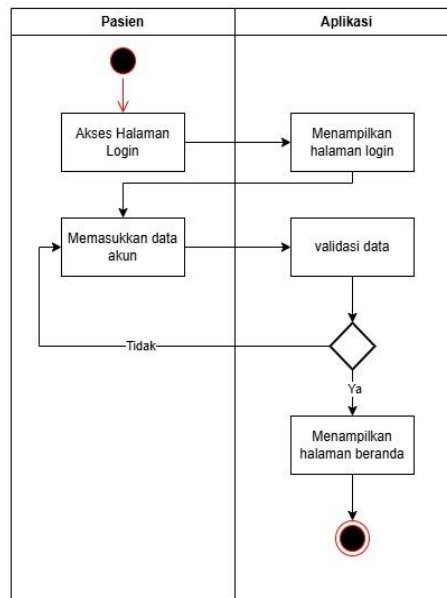 Pasien
Aplikasi
Akses Halaman
Login
Menampilkan
halaman login
Memasukkan data
akun
validasi data
Tidak
Ya
Menampilkan
halaman beranda